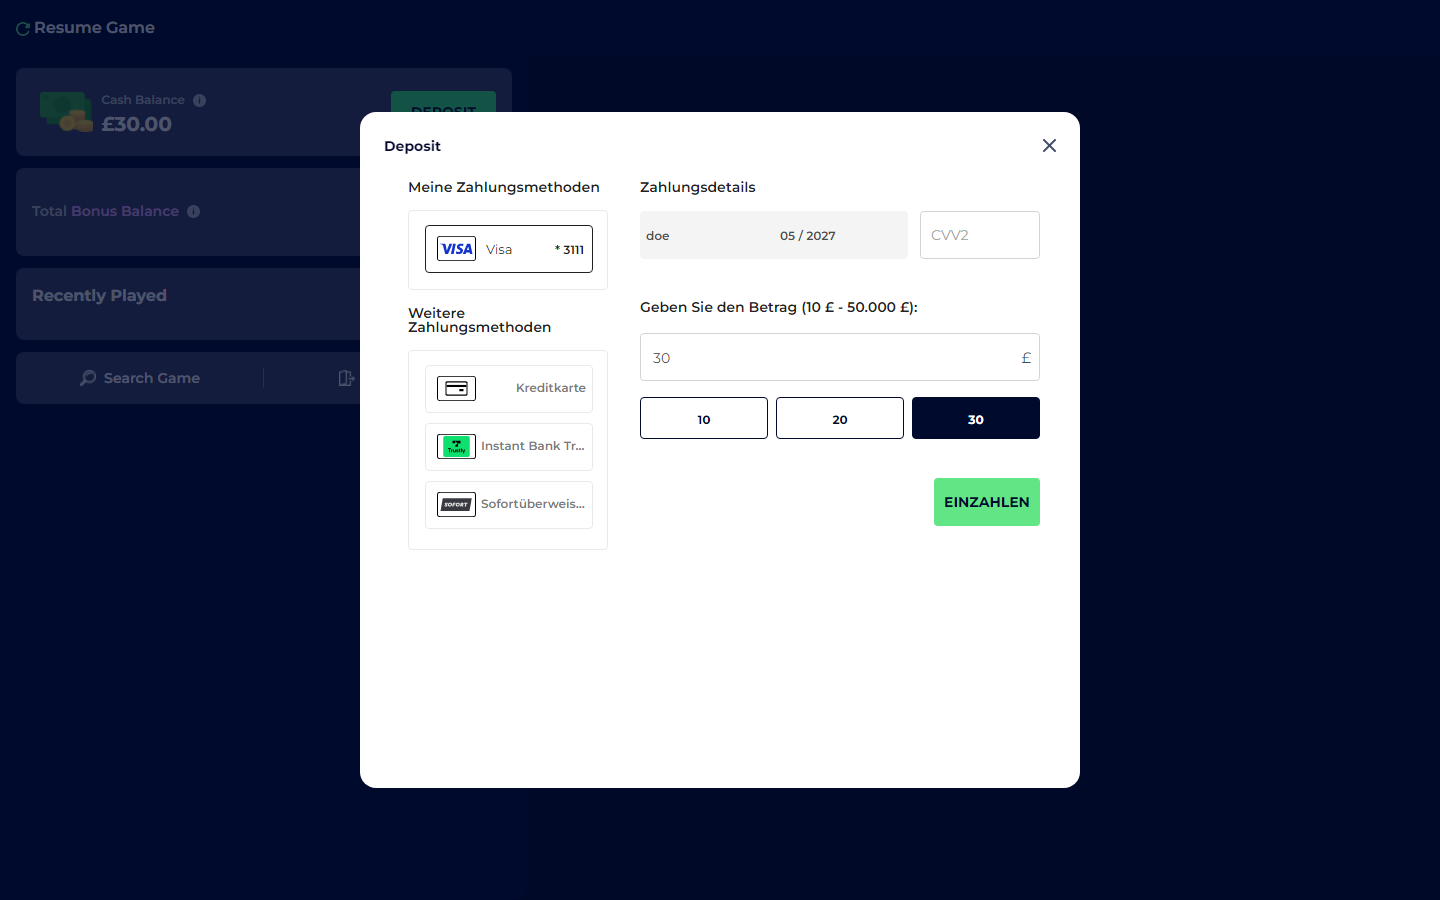 Resume Game
Cash Balance
£30.00
DEPOSIT
Total Bonus Balance
Recently Played
Search Game
Deposit
Meine Zahlungsmethoden
VISA Visa * 3111
Weitere
Zahlungsmethoden
Kreditkarte
Trustly Instant Bank Tr...
SOFORT Sofortüberweis...
Zahlungsdetails
doe 05 / 2027 CVV2
Geben Sie den Betrag (10 £ - 50.000 £):
30 £
10 20 30
EINZAHLEN